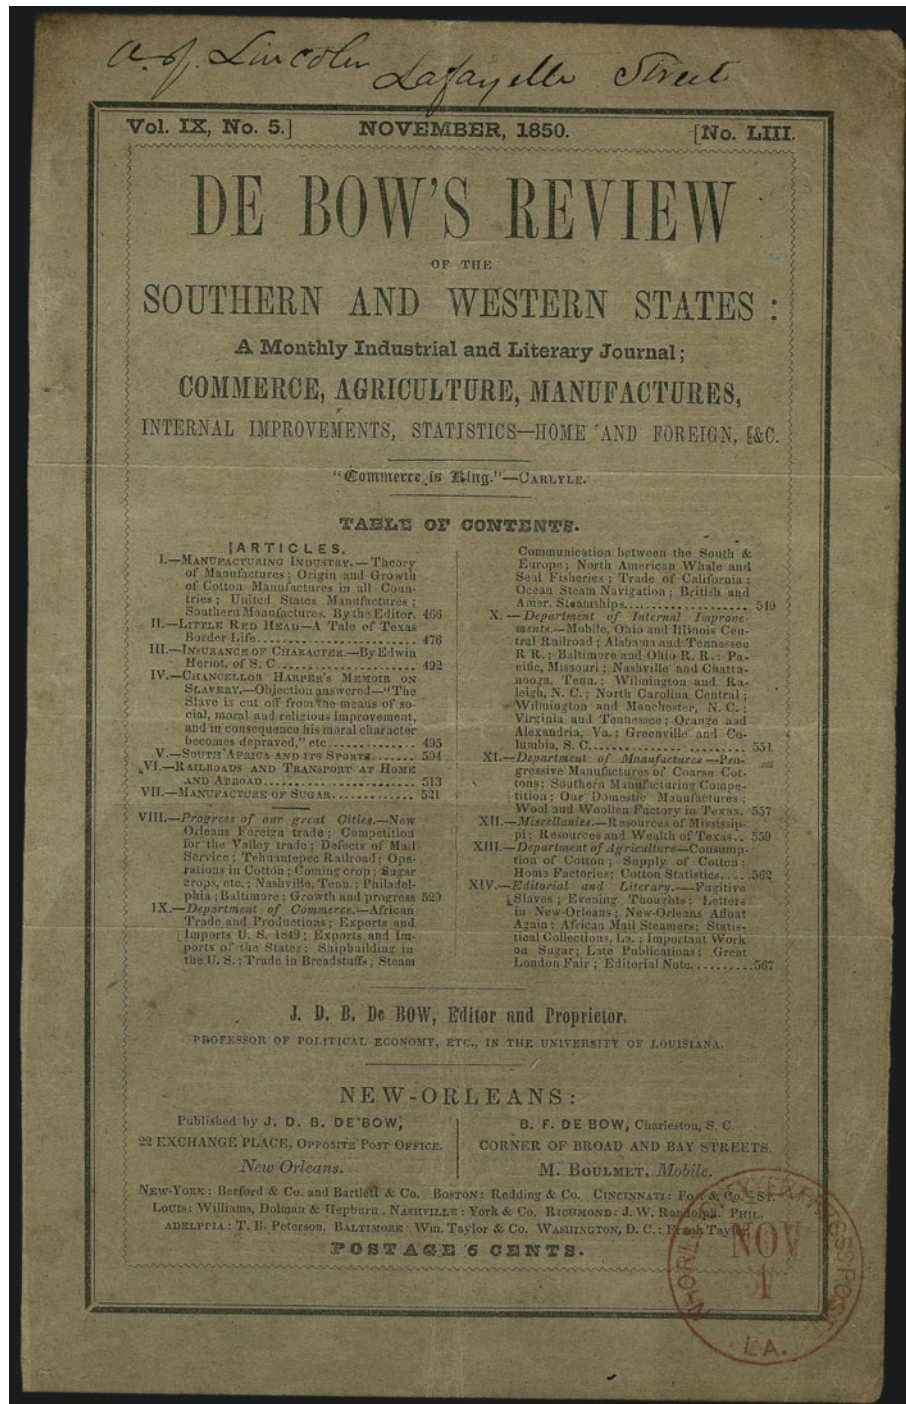 Lincoln Lafayette Street
Vol. IX, No. 5.] NOVEMBER, 1850. [No. LIII.
DE BOW'S REVIEW
OF THE
SOUTHERN AND WESTERN STATES:
A Monthly Industrial and Literary Journal;
COMMERCE, AGRICULTURE, MANUFACTURES,
INTERNAL IMPROVEMENTS, STATISTICS—HOME AND FOREIGN, &C.
"Commerce is King."—CARLYLE.
TABLE OF CONTENTS.
[ARTICLES.
I.—MANUFACTURING INDUSTRY.—Theory
of Manufactures; Origin and Growth
of Cotton Manufactures in all Coun-
tries; United States Manufactures;
Southern Manufactures. By the Editor. 466
II.—LITTLE RED HEAD—A Tale of Texas
Border Life. 476
III.—INSURANCE OF CHARACTER.—By Edwin
Heriot, of S. C. 492
IV.—CHANCELLOR HARPER'S MEMOIR ON
SLAVERY.—Objection answered—"The
Slave is cut off from the means of so-
cial, moral and religious improvement,
and in consequence his moral character
becomes depraved," etc. 495
V.—SOUTH AFRICA AND ITS SPORTS. 504
VI.—RAILROADS AND TRANSPORT AT HOME
AND ABROAD. 513
VII.—MANUFACTURE OF SUGAR. 521
VIII.—Progress of our great Cities.—New
Orleans Foreign trade; Competition
for the Valley trade; Defects of Mail
Service; Tehuantepec Railroad; Ope-
rations in Cotton; Coming crop; Sugar
crops, etc.; Nashville, Tenn.; Philadel-
phia; Baltimore; Growth and progress 529
IX.—Department of Commerce.—African
Trade and Productions; Exports and
Imports U. S. 1849; Exports and Im-
ports of the States; Shipbuilding in
the U. S.; Trade in Breadstuffs; Steam
Communication between the South &
Europe; North American Whale and
Seal Fisheries; Trade of California;
Ocean Steam Navigation; British and
Amer. Steamships. 540
X.—Department of Internal Improve-
ments.—Mobile, Ohio and Illinois Cen-
tral Railroad; Alabama and Tennessee
R R.; Baltimore and Ohio R. R.; Pa-
cific, Missouri; Nashville and Chatta-
nooga, Tenn.; Wilmington and Ra-
leigh, N. C.; North Carolina Central;
Wilmington and Manchester, N. C.;
Virginia and Tennessee; Orange and
Alexandria, Va.; Greenville and Co-
lumbia, S. C. 551
XI.—Department of Manufactures—Pro-
gressive Manufactures of Coarse Cot-
tons; Southern Manufacturing Compe-
tition; Our Domestic Manufactures;
Wool and Woollen Factory in Texas. 557
XII.—Miscellanies.—Resources of Mississip-
pi; Resources and Wealth of Texas. 559
XIII.—Department of Agriculture—Consump-
tion of Cotton; Supply of Cotton;
Home Factories; Cotton Statistics. 562
XIV.—Editorial and Literary.—Fugitive
Slaves; Evening Thoughts; Letters
in New-Orleans; New-Orleans Afloat
Again; African Mail Steamers; Statis-
tical Collections, La.; Important Work
on Sugar; Late Publications; Great
London Fair; Editorial Note. 567
J. D. B. De BOW, Editor and Proprietor.
PROFESSOR OF POLITICAL ECONOMY, ETC., IN THE UNIVERSITY OF LOUISIANA.
NEW-ORLEANS:
Published by J. D. B. DE BOW,
22 EXCHANGE PLACE, OPPOSITE POST OFFICE.
New Orleans.
B. F. DE BOW, Charleston, S. C.
CORNER OF BROAD AND BAY STREETS.
M. BOULMET, Mobile.
NEW-YORK: Berford & Co. and Bartlett & Co. BOSTON: Redding & Co. CINCINNATI: Fox & Co.—ST.
LOUIS: Williams, Dolman & Hepburn. NASHVILLE: York & Co. RICHMOND: J. W. Randolph. PHIL-
ADELPPIA: T. B. Peterson. BALTIMORE: Wm. Taylor & Co. WASHINGTON, D. C.: Frank Taylor
POSTAGE 6 CENTS.
NOV
LA.